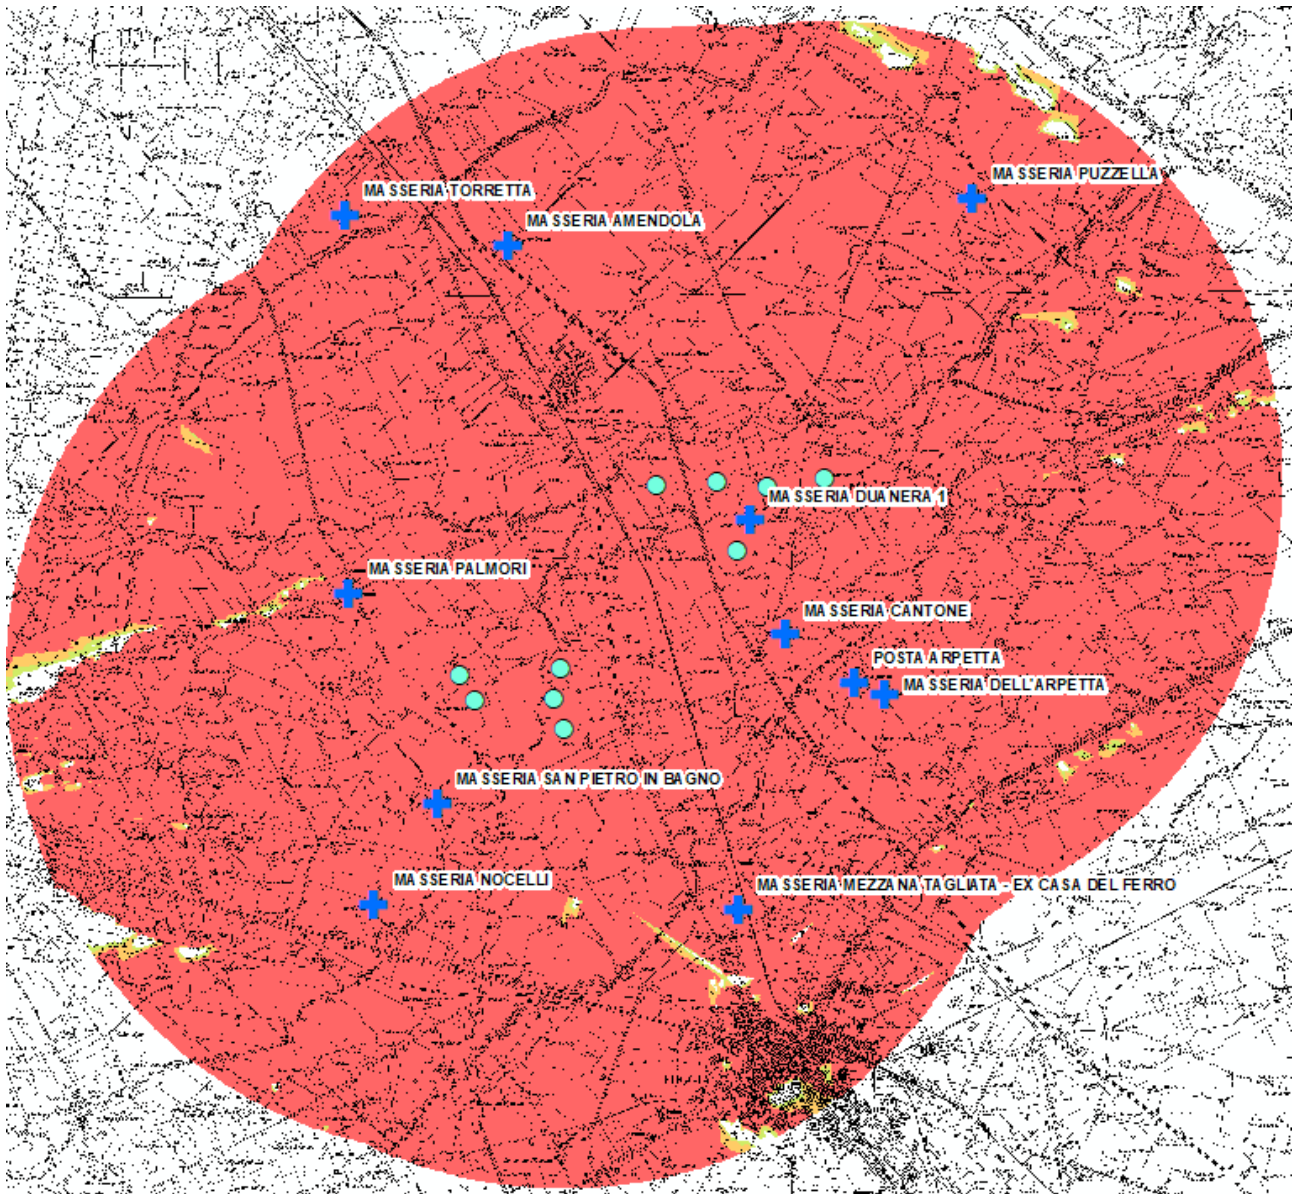 MASSERIA PUZZELLA
MASSERIA TORRETTA
MASSERIA AMENDOLA
MASSERIA DUANERA 1
MASSERIA PALMORI
MASSERIA CANTONE
POSTA ARPETTA
MASSERIA DELL'ARPETTA
MASSERIA SAN PIETRO IN BAGNO
MASSERIA NOCELLI
MASSERIA MEZZANA TAGLIATA - EX CASA DEL FERRO